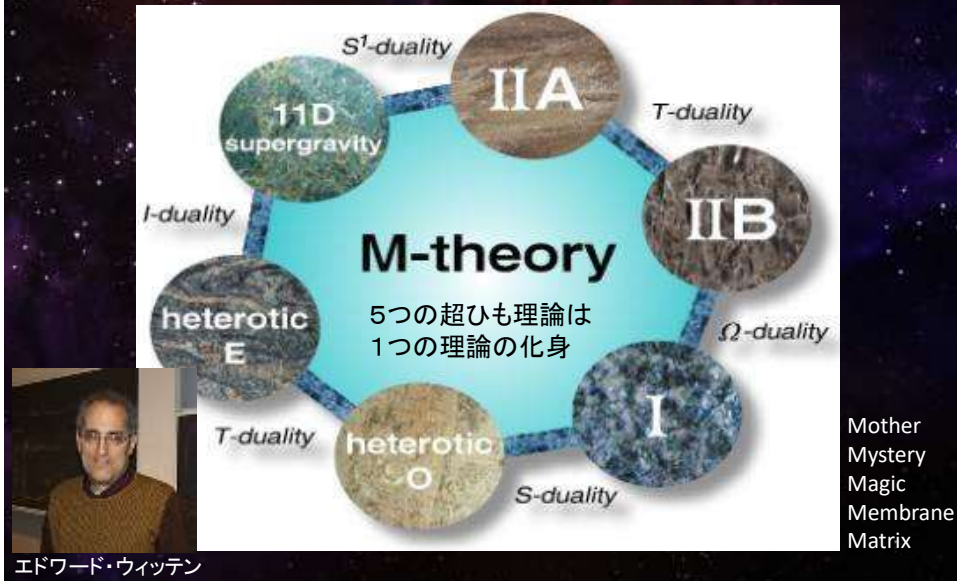 S¹-duality
IIA
11D
supergravity
T-duality
IIB
I-duality
M-theory
5つの超ひも理論は
1つの理論の化身
heterotic
E
Ω-duality
I
T-duality
heterotic
O
S-duality
Mother
Mystery
Magic
Membrane
Matrix
エドワード・ウィッテン